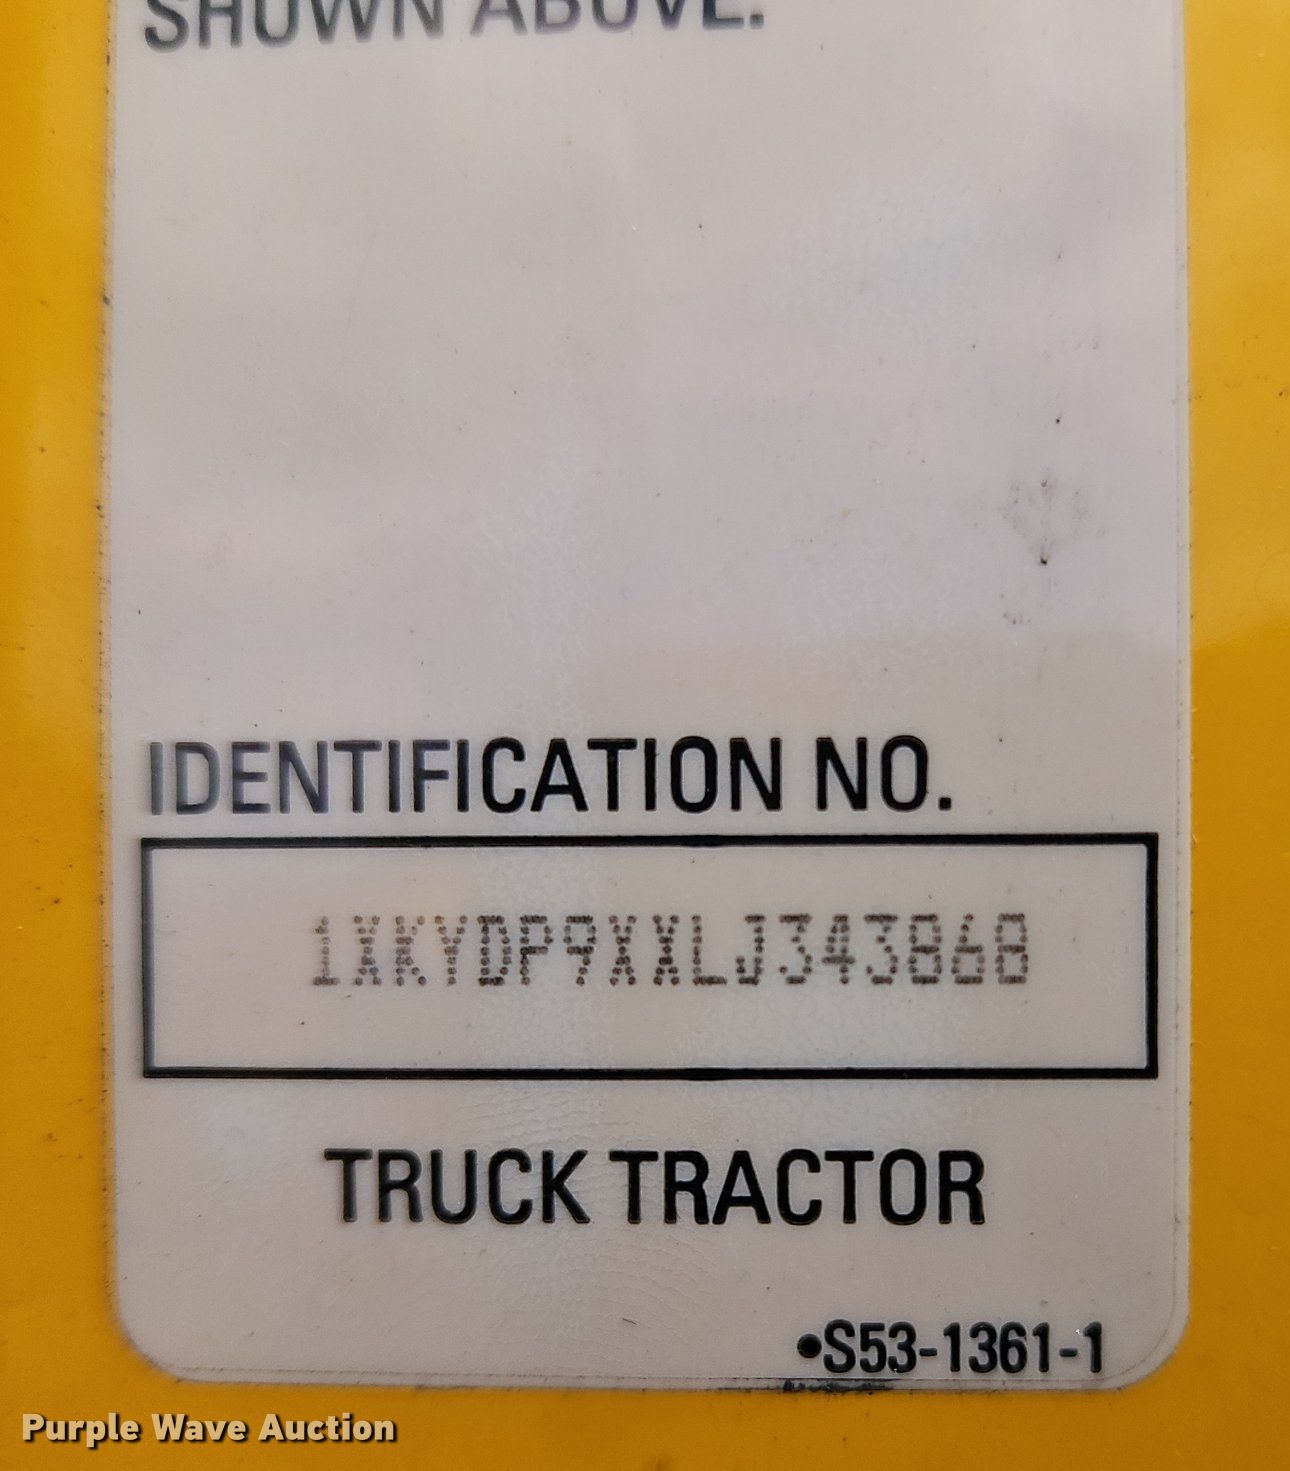 SHOWN ABOVE.
IDENTIFICATION NO.
1XKYDP9XXLJ343868
TRUCK TRACTOR
•S53-1361-1
Purple Wave Auction